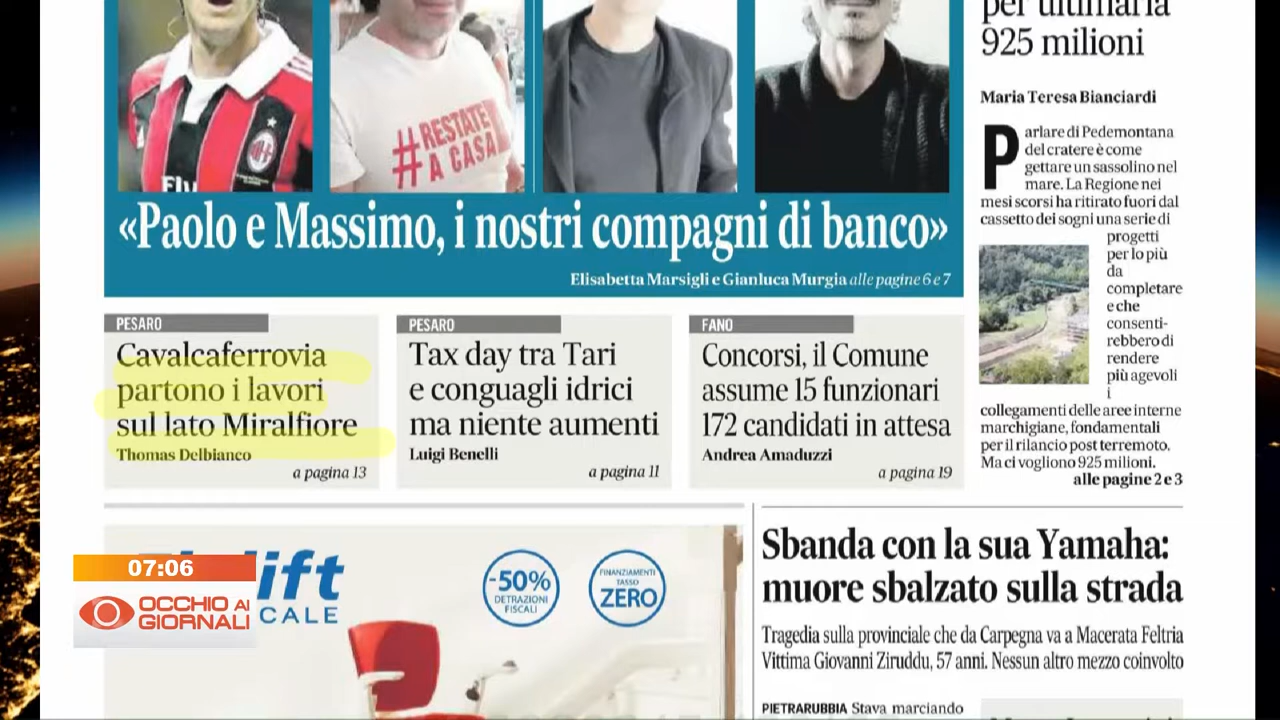 per ultimarla
925 milioni
Maria Teresa Bianciardi
Parlare di Pedemontana
del cratere è come
gettare un sassolino nel
mare. La Regione nei
mesi scorsi ha ritirato fuori dal
cassetto dei sogni una serie di
progetti
per lo più
da
completare
e che
consenti-
rebbero di
rendere
più agevoli
i
collegamenti delle aree interne
marchigiane, fondamentali
per il rilancio post terremoto.
Ma ci vogliono 925 milioni.
alle pagine 2 e 3
#RESTATE
A CASA
Fly
«Paolo e Massimo, i nostri compagni di banco»
Elisabetta Marsigli e Gianluca Murgia alle pagine 6 e 7
PESARO
Cavalcaferrovia
partono i lavori
sul lato Miralfiore
Thomas Delbianco
a pagina 13
PESARO
Tax day tra Tari
e conguagli idrici
ma niente aumenti
Luigi Benelli
a pagina 11
FANO
Concorsi, il Comune
assume 15 funzionari
172 candidati in attesa
Andrea Amaduzzi
a pagina 19
-50%
DETRAZIONI
FISCALI
FINANZIAMENTI
TASSO
ZERO
07:06
OCCHIO AI
GIORNALI
Sbanda con la sua Yamaha:
muore sbalzato sulla strada
Tragedia sulla provinciale che da Carpegna va a Macerata Feltria
Vittima Giovanni Ziruddu, 57 anni. Nessun altro mezzo coinvolto
PIETRARUBBIA Stava marciando